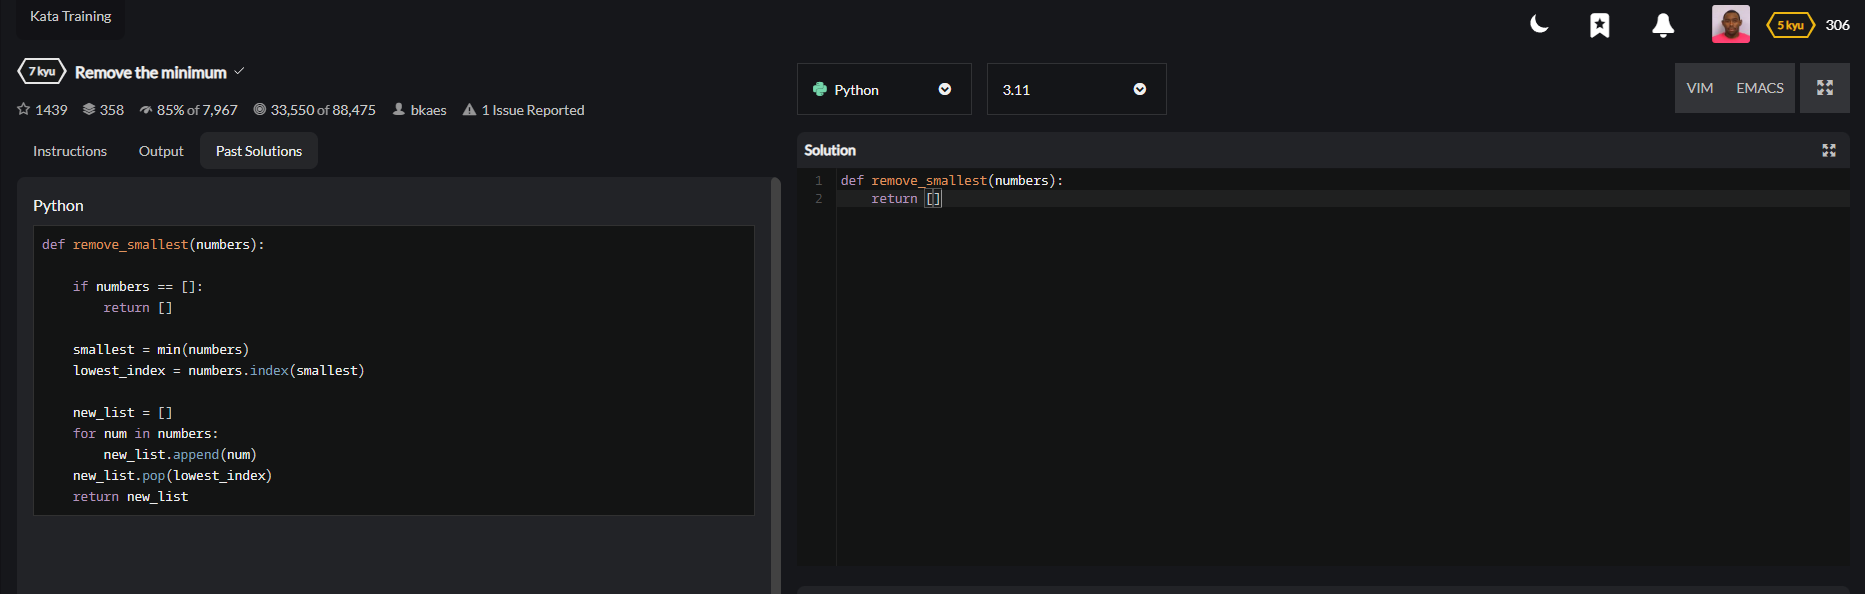 Kata Training
5 kyu 306
7 kyu Remove the minimum
1439 358 85% of 7,967 33,550 of 88,475 bkaes 1 Issue Reported
Instructions Output Past Solutions
Python
def remove_smallest(numbers):
if numbers == []:
return []
smallest = min(numbers)
lowest_index = numbers.index(smallest)
new_list = []
for num in numbers:
new_list.append(num)
new_list.pop(lowest_index)
return new_list
Python 3.11 VIM EMACS
Solution
1 def remove_smallest(numbers):
2 return []